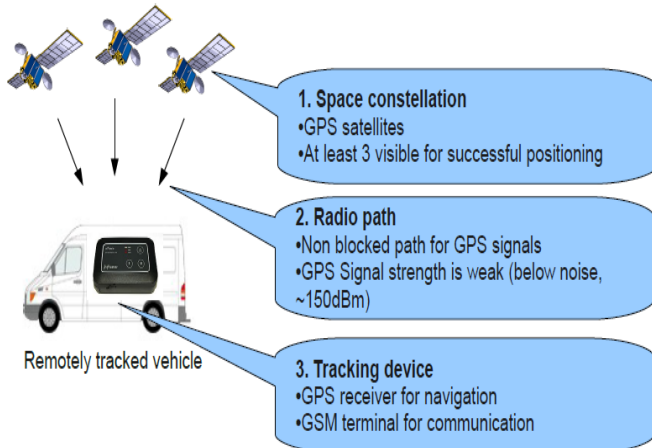 1. Space constellation
•GPS satellites
•At least 3 visible for successful positioning
2. Radio path
•Non blocked path for GPS signals
•GPS Signal strength is weak (below noise,
~150dBm)
Remotely tracked vehicle
3. Tracking device
•GPS receiver for navigation
•GSM terminal for communication